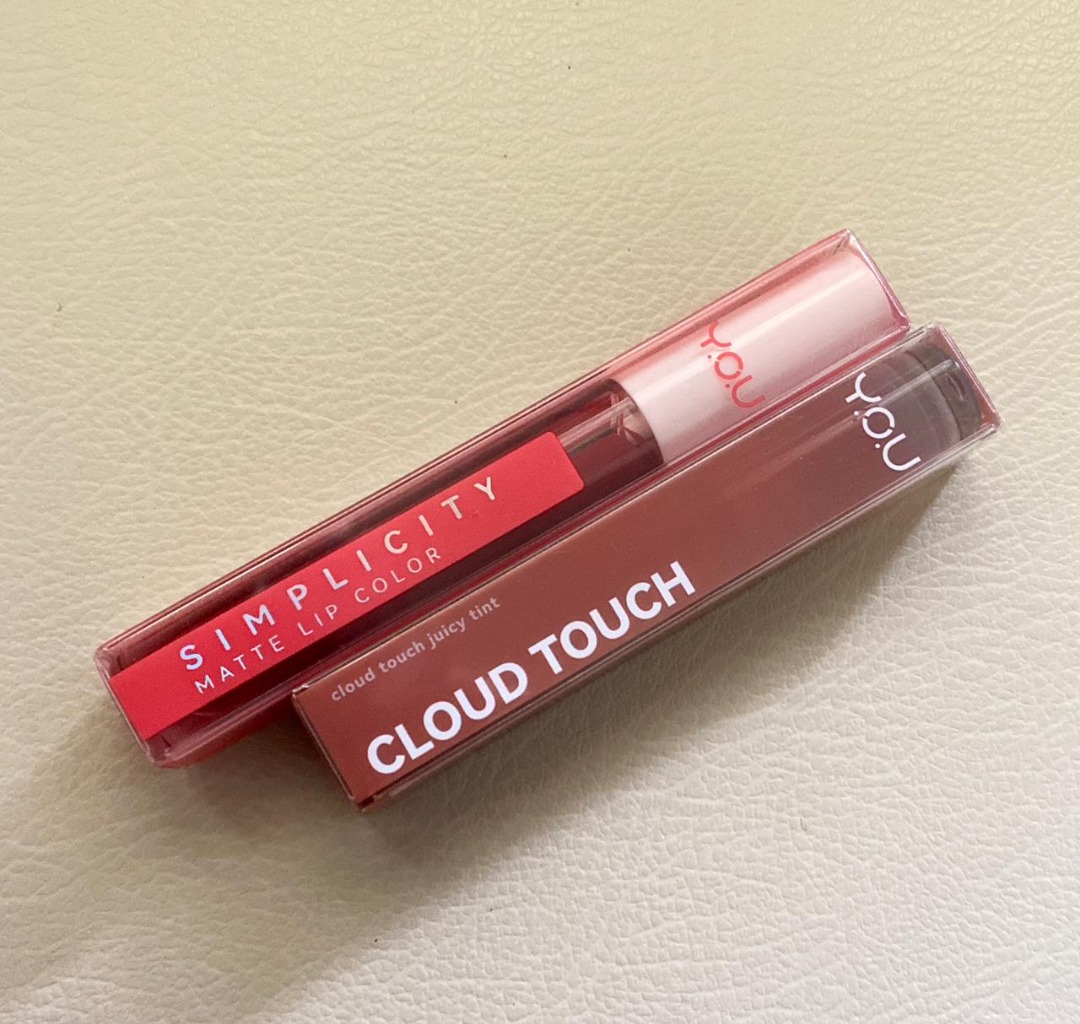 Y.O.U
SIMPLICITY
MATTE LIP COLOR
Y.O.U
cloud touch juicy tint
CLOUD TOUCH